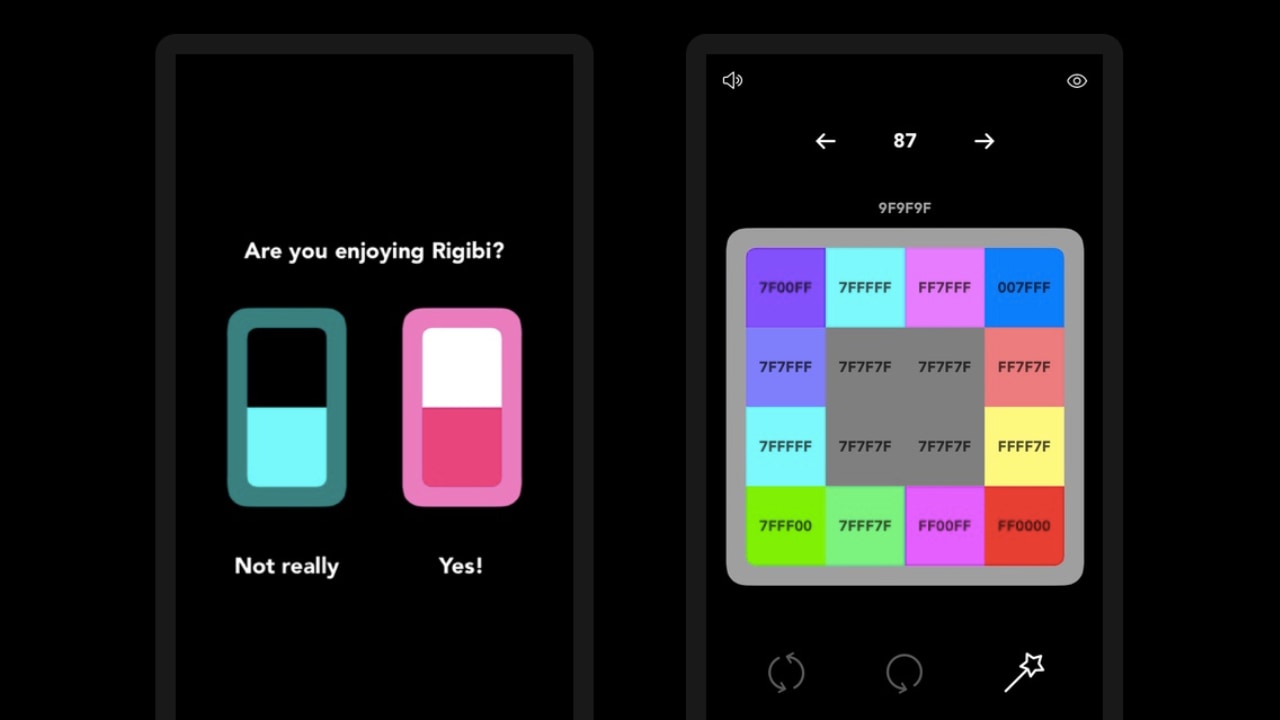 Are you enjoying Rigibi?
Not really Yes!
87
9F9F9F
7F00FF 7FFFFF FF7FFF 007FFF
7F7FFF 7F7F7F 7F7F7F FF7F7F
7FFFFF 7F7F7F 7F7F7F FFFF7F
7FFF00 7FFF7F FF00FF FF0000